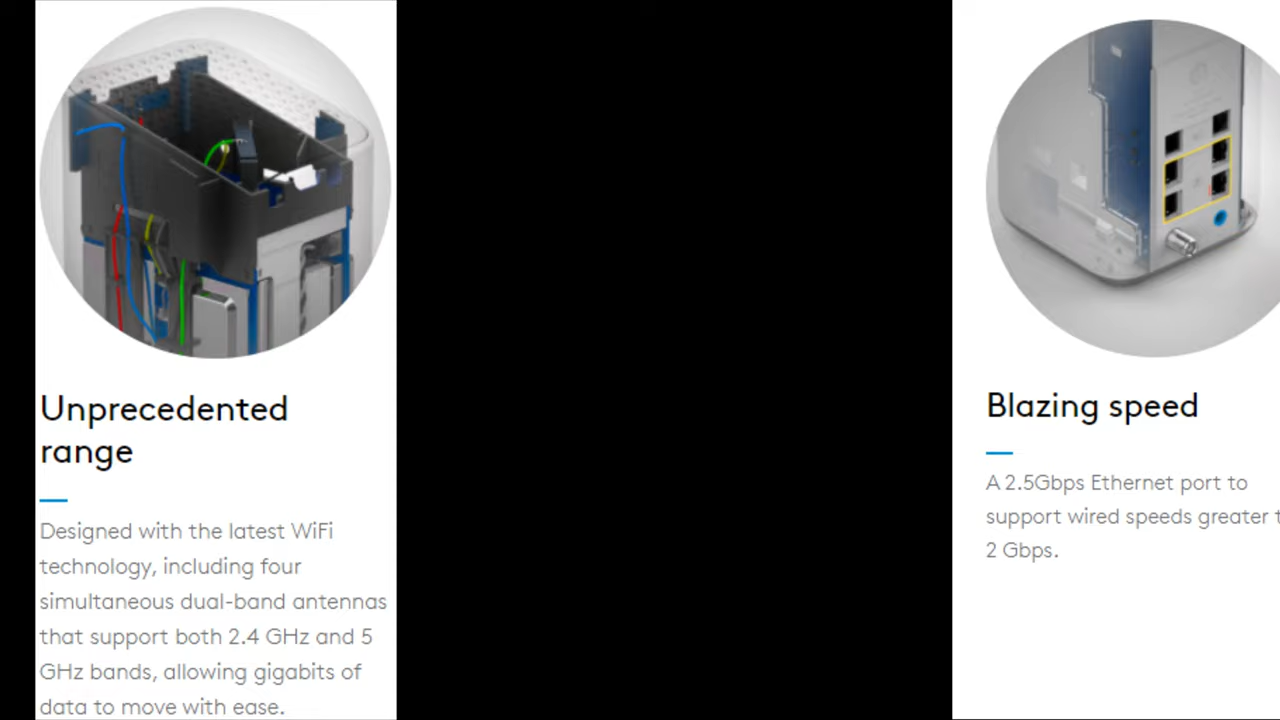 Unprecedented
range
Designed with the latest WiFi
technology, including four
simultaneous dual-band antennas
that support both 2.4 GHz and 5
GHz bands, allowing gigabits of
data to move with ease.
Blazing speed
A 2.5Gbps Ethernet port to
support wired speeds greater
2 Gbps.